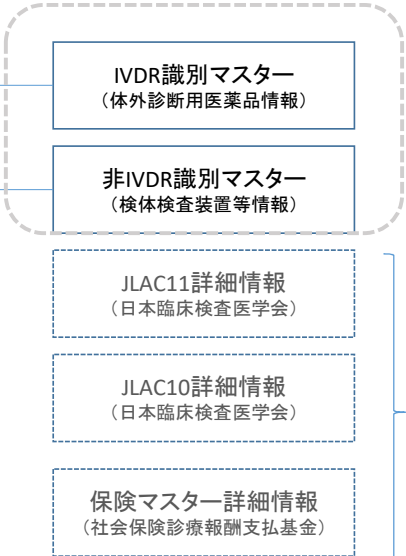 IVDR識別マスター
（体外診断用医薬品情報）
非IVDR識別マスター
（検体検査装置等情報）
JLAC11詳細情報
（日本臨床検査医学会）
JLAC10詳細情報
（日本臨床検査医学会）
保険マスター詳細情報
（社会保険診療報酬支払基金）